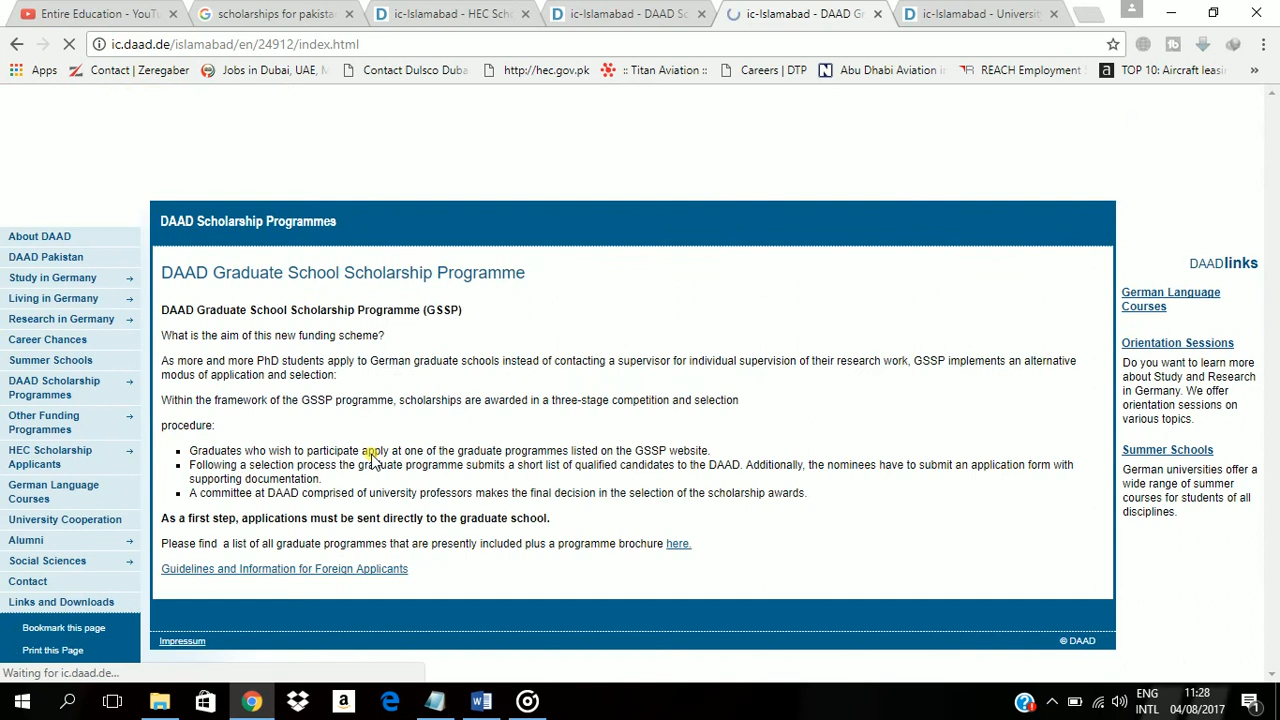 Entire Education - YouTu
scholarships for pakista
ic-Islamabad - HEC Scho
ic-Islamabad - DAAD Sc
ic-Islamabad - DAAD Gr
ic-Islamabad - Universit
ic.daad.de/islamabad/en/24912/index.html
Apps
Contact | Zeregaber
Jobs in Dubai, UAE, M
Contact Dulsco Duba
http://hec.gov.pk
:: Titan Aviation ::
Careers | DTP
Abu Dhabi Aviation in
REACH Employment S
TOP 10: Aircraft leasin
»
DAAD Scholarship Programmes
About DAAD
DAAD Pakistan
Study in Germany
Living in Germany
Research in Germany
Career Chances
Summer Schools
DAAD Scholarship
Programmes
Other Funding
Programmes
HEC Scholarship
Applicants
German Language
Courses
University Cooperation
Alumni
Social Sciences
Contact
Links and Downloads
Bookmark this page
Print this Page
DAAD Graduate School Scholarship Programme
DAAD Graduate School Scholarship Programme (GSSP)
What is the aim of this new funding scheme?
As more and more PhD students apply to German graduate schools instead of contacting a supervisor for individual supervision of their research work, GSSP implements an alternative
modus of application and selection:
Within the framework of the GSSP programme, scholarships are awarded in a three-stage competition and selection
procedure:
Graduates who wish to participate apply at one of the graduate programmes listed on the GSSP website.
Following a selection process the graduate programme submits a short list of qualified candidates to the DAAD. Additionally, the nominees have to submit an application form with
supporting documentation.
A committee at DAAD comprised of university professors makes the final decision in the selection of the scholarship awards.
As a first step, applications must be sent directly to the graduate school.
Please find a list of all graduate programmes that are presently included plus a programme brochure here.
Guidelines and Information for Foreign Applicants
Impressum
© DAAD
DAADlinks
German Language
Courses
Orientation Sessions
Do you want to learn more
about Study and Research
in Germany. We offer
orientation sessions on
various topics.
Summer Schools
German universities offer a
wide range of summer
courses for students of all
disciplines.
Waiting for ic.daad.de...
ENG
INTL
11:28
04/08/2017